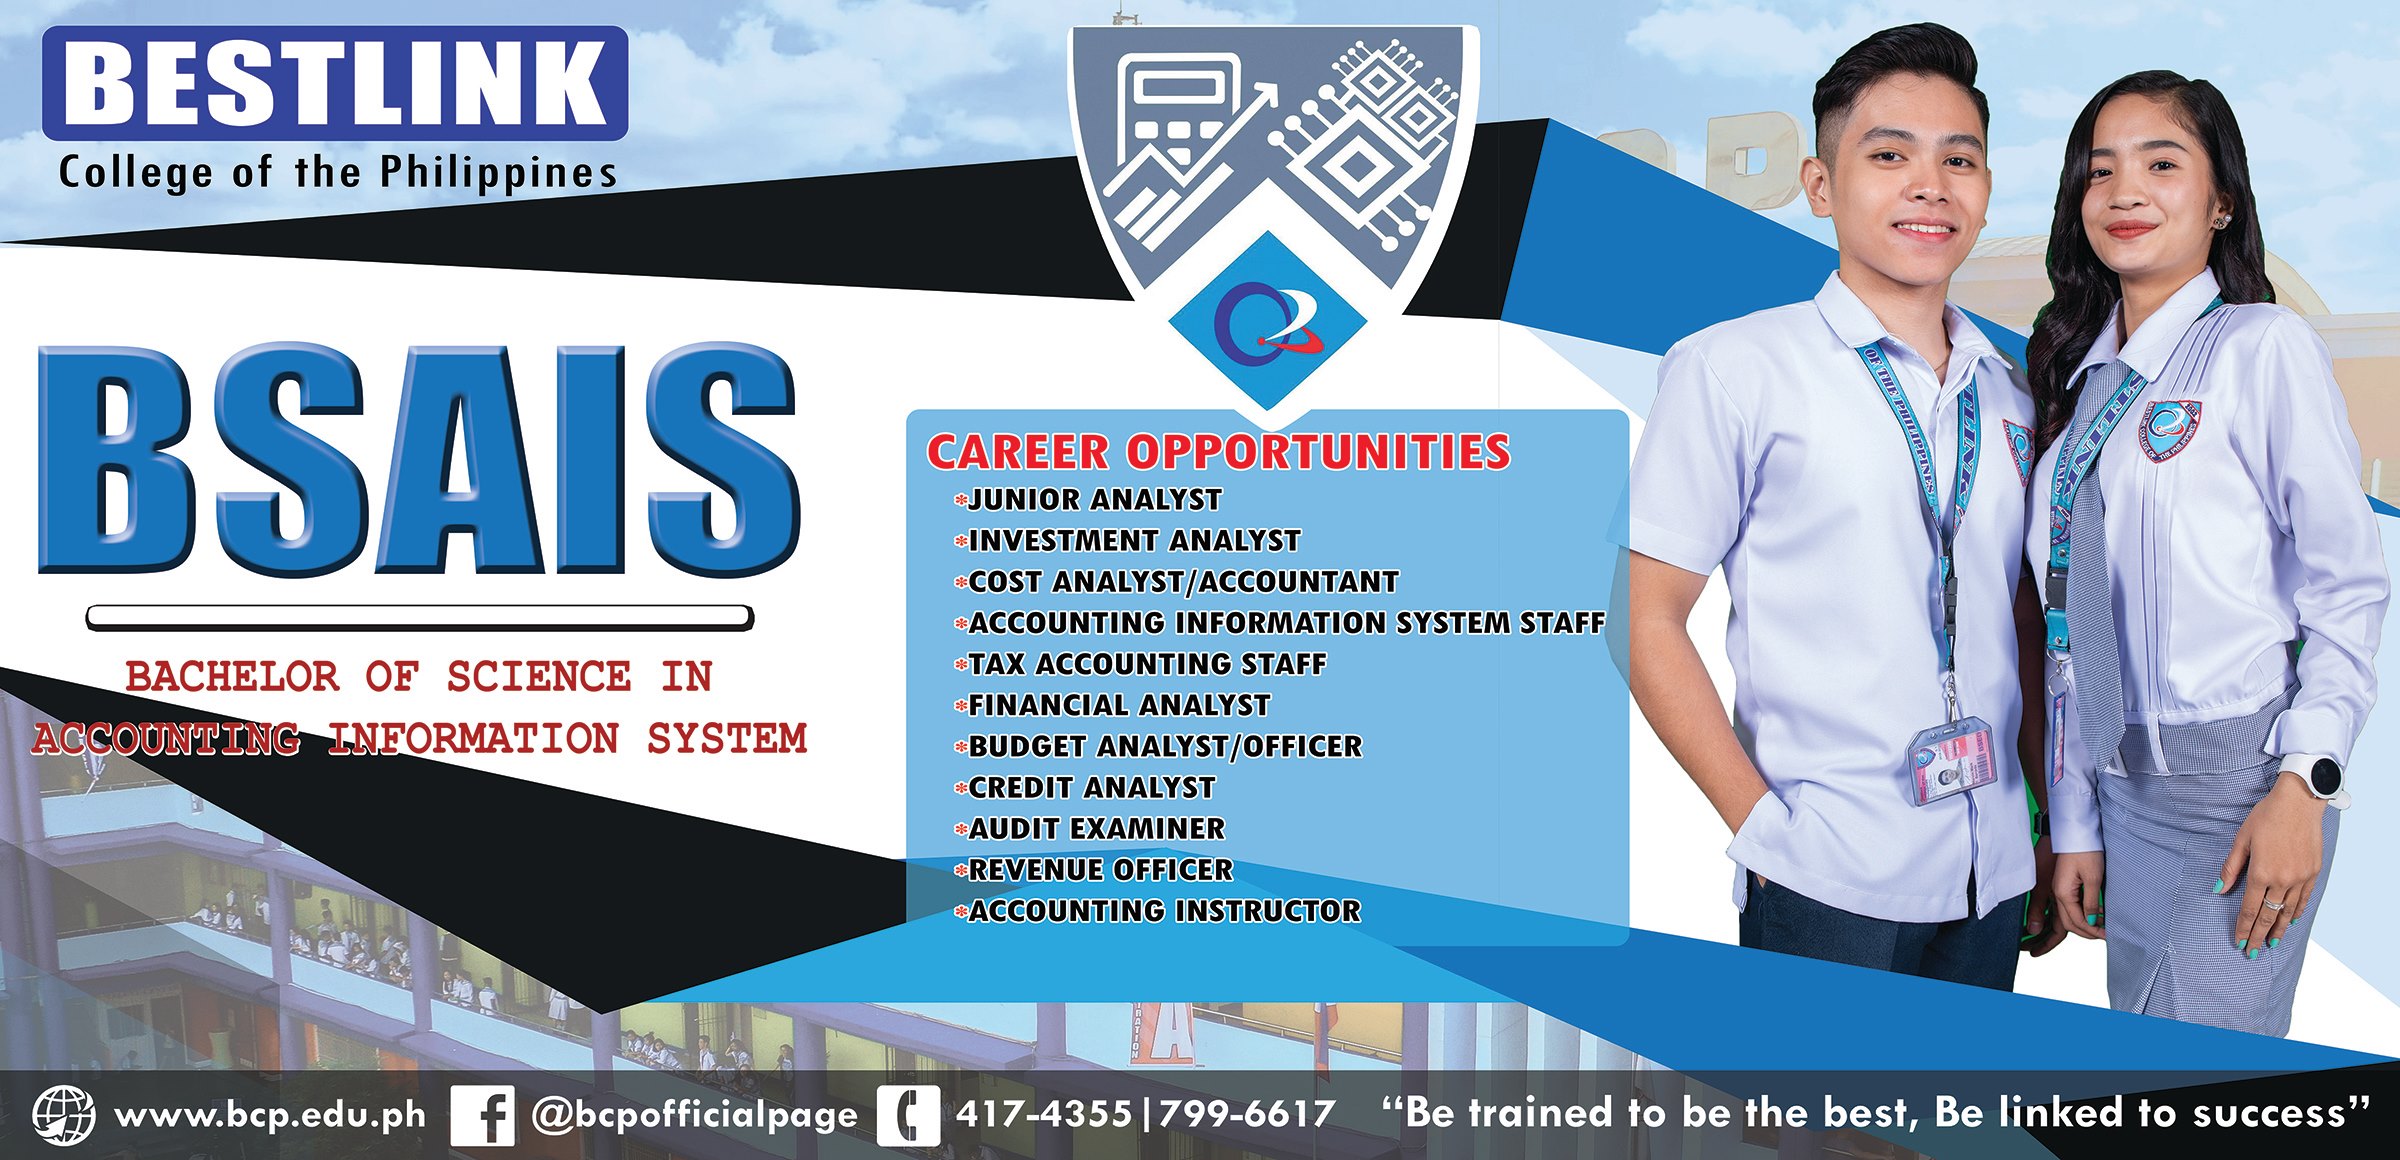 BESTLINK
College of the Philippines
BSAIS
BACHELOR OF SCIENCE IN
ACCOUNTING INFORMATION SYSTEM
CAREER OPPORTUNITIES
*JUNIOR ANALYST
*INVESTMENT ANALYST
*COST ANALYST/ACCOUNTANT
*ACCOUNTING INFORMATION SYSTEM STAFF
*TAX ACCOUNTING STAFF
*FINANCIAL ANALYST
*BUDGET ANALYST/OFFICER
*CREDIT ANALYST
*AUDIT EXAMINER
*REVENUE OFFICER
*ACCOUNTING INSTRUCTOR
OF THE PHILIPPINES
www.bcp.edu.ph
@bcpofficialpage
417-4355|799-6617
“Be trained to be the best, Be linked to success”